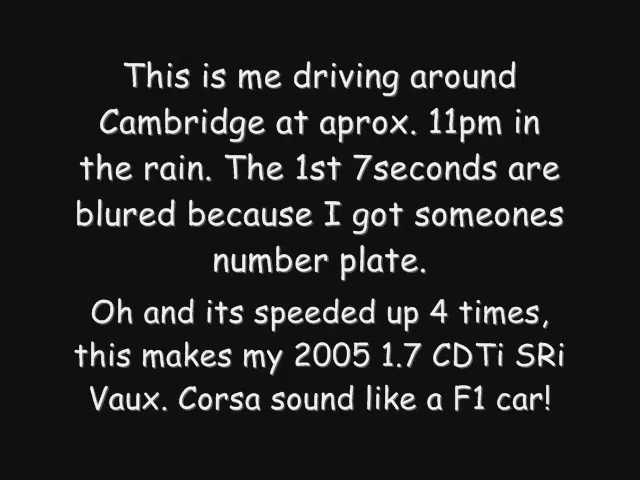 This is me driving around
Cambridge at aprox. 11pm in
the rain. The 1st 7seconds are
blured because I got someones
number plate.
Oh and its speeded up 4 times,
this makes my 2005 1.7 CDTi SRi
Vaux. Corsa sound like a F1 car!